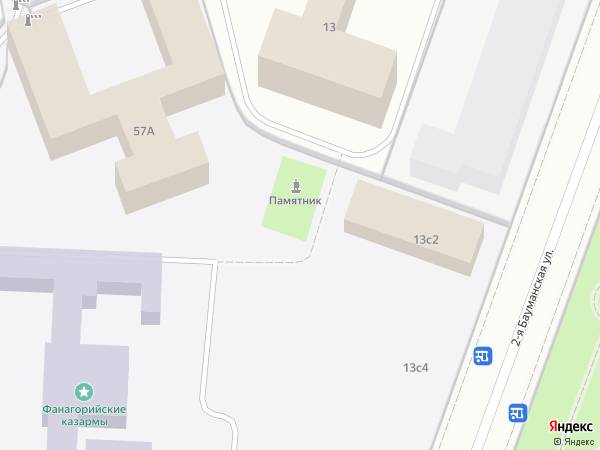 13
57А
Памятник
13с2
2-я Бауманская ул.
13с4
Фанагорийские
казармы
Яндекс
© Яндекс